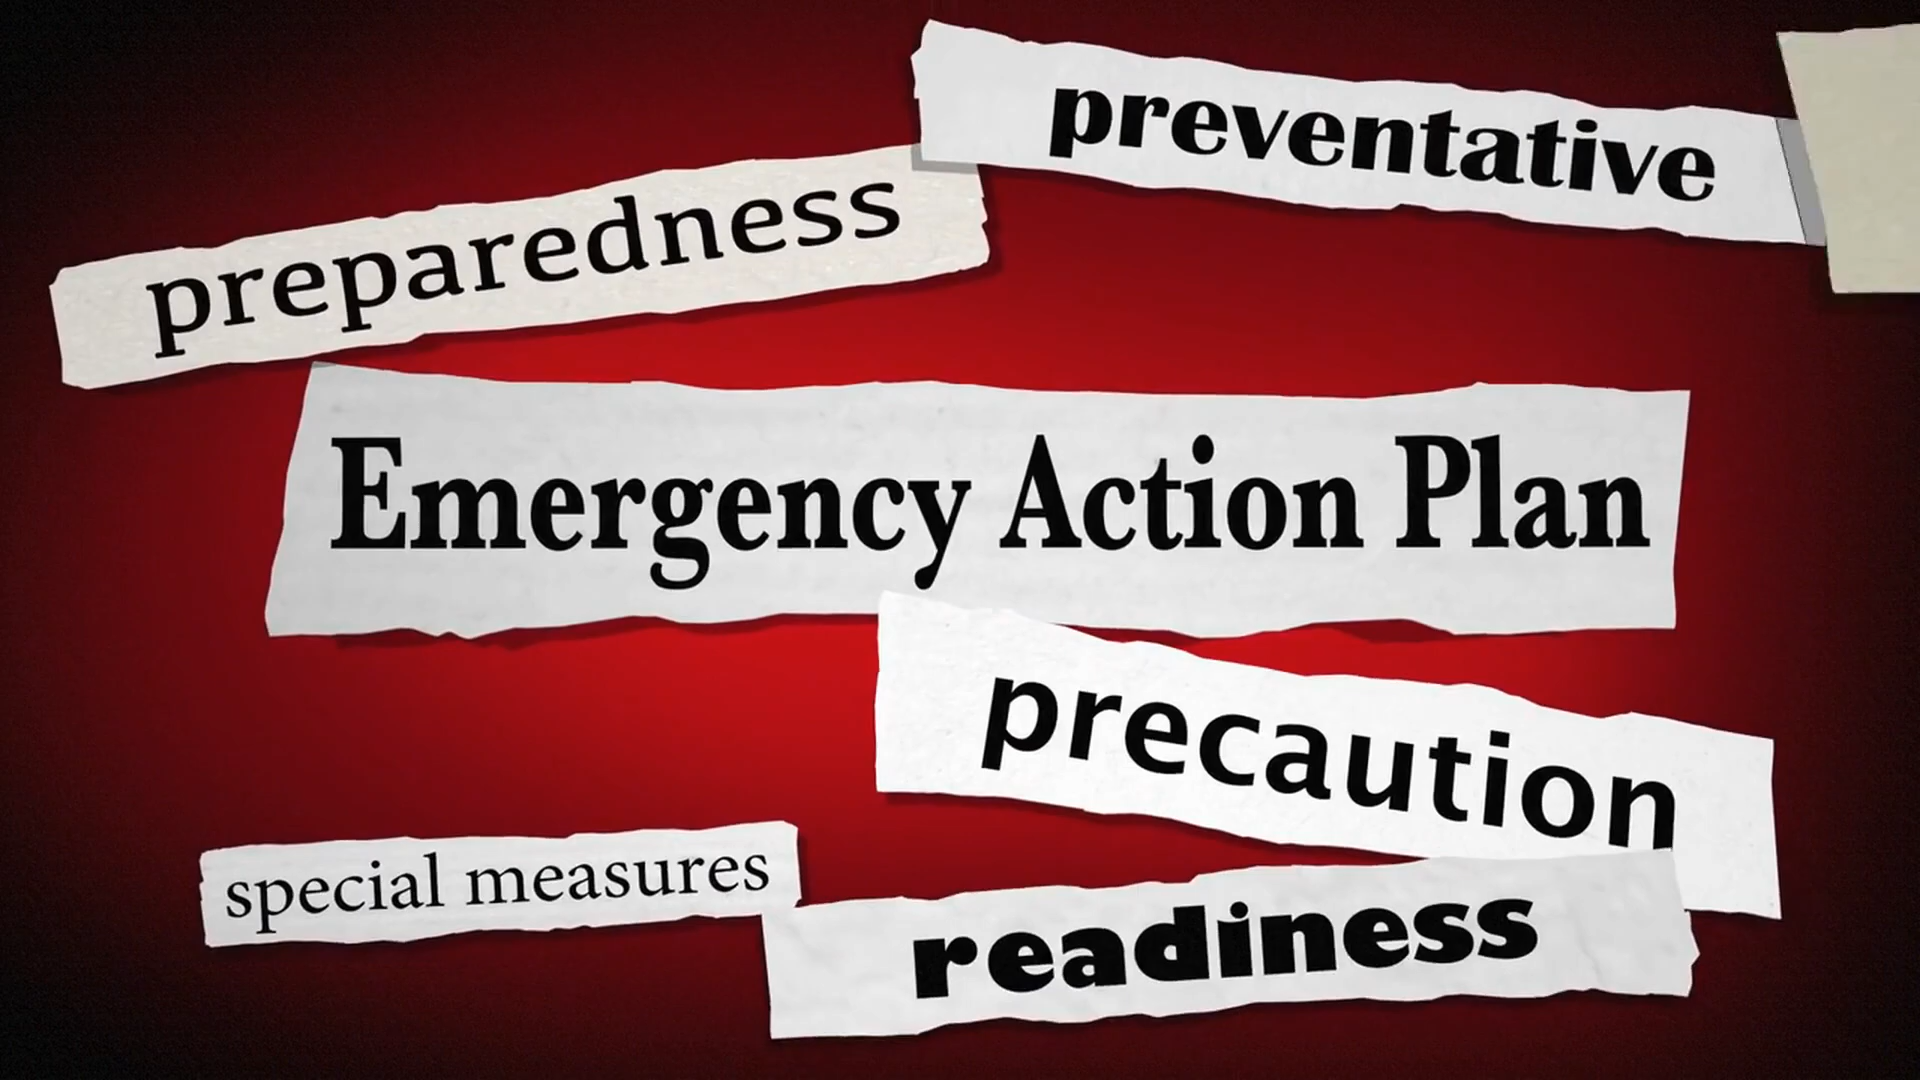 preventative
preparedness
Emergency Action Plan
precaution
special measures
readiness